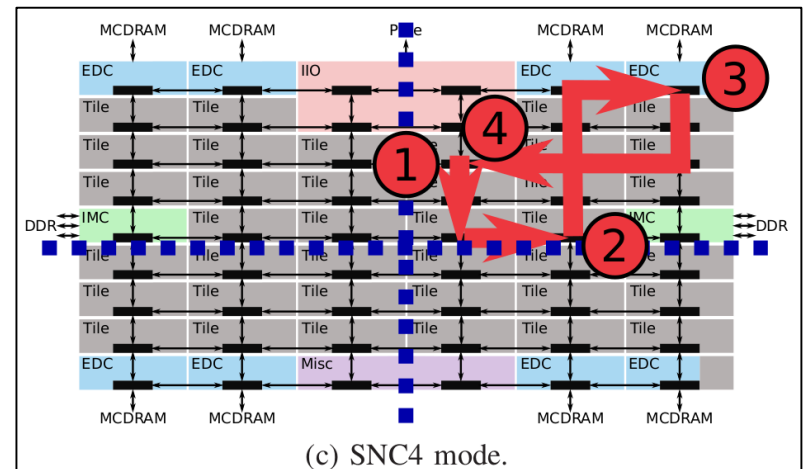 MCDRAM MCDRAM MCDRAM MCDRAM
EDC EDC IIO EDC EDC 3
Tile Tile 4 Tile Tile
Tile Tile Tile 1 Tile Tile
Tile Tile Tile Tile Tile
DDR IMC Tile Tile Tile Tile IMC DDR
2
Tile Tile Tile Tile Tile Tile
Tile Tile Tile Tile Tile Tile
Tile Tile Tile Tile Tile Tile
EDC EDC Misc EDC EDC
MCDRAM MCDRAM MCDRAM MCDRAM
(c) SNC4 mode.